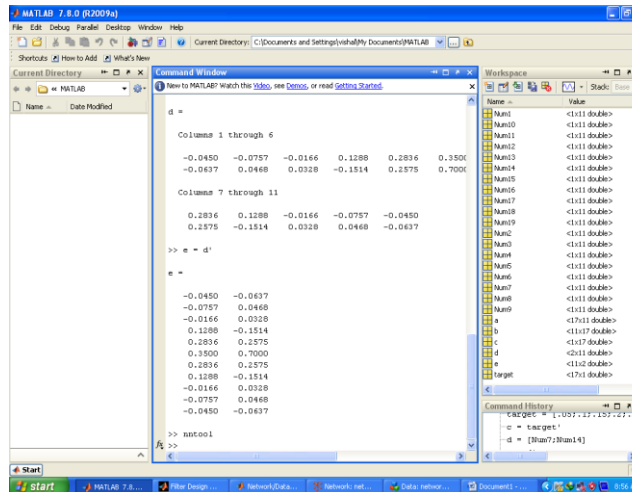 MATLAB 7.8.0 (R2009a)
File Edit Debug Parallel Desktop Window Help
Current Directory: C:\Documents and Settings\vishal\My Documents\MATLAB
Shortcuts How to Add What's New
Current Directory
« MATLAB
Name Date Modified
Command Window
New to MATLAB? Watch this Video, see Demos, or read Getting Started.
d =
Columns 1 through 6
-0.0450 -0.0757 -0.0166 0.1288 0.2836 0.3500
-0.0637 0.0468 0.0328 -0.1514 0.2575 0.7000
Columns 7 through 11
0.2836 0.1288 -0.0166 -0.0757 -0.0450
0.2575 -0.1514 0.0328 0.0468 -0.0637
>> e = d'
e =
-0.0450 -0.0637
-0.0757 0.0468
-0.0166 0.0328
0.1288 -0.1514
0.2836 0.2575
0.3500 0.7000
0.2836 0.2575
0.1288 -0.1514
-0.0166 0.0328
-0.0757 0.0468
-0.0450 -0.0637
>> nntool
fx >>
Workspace
Stack: Base
Name Value
Num1 <1x11 double>
Num10 <1x11 double>
Num11 <1x11 double>
Num12 <1x11 double>
Num13 <1x11 double>
Num14 <1x11 double>
Num15 <1x11 double>
Num16 <1x11 double>
Num17 <1x11 double>
Num18 <1x11 double>
Num19 <1x11 double>
Num2 <1x11 double>
Num3 <1x11 double>
Num4 <1x11 double>
Num5 <1x11 double>
Num6 <1x11 double>
Num7 <1x11 double>
Num8 <1x11 double>
Num9 <1x11 double>
a <17x11 double>
b <11x17 double>
c <1x17 double>
d <2x11 double>
e <11x2 double>
target <17x1 double>
Command History
target = [.05;.1;.15;.2;.
c = target'
d = [Num7;Num14]
Start
start
MATLAB 7.8....
Filter Design ...
Network/Data...
Network: net...
Data: networ...
Document1 - ...
8:56